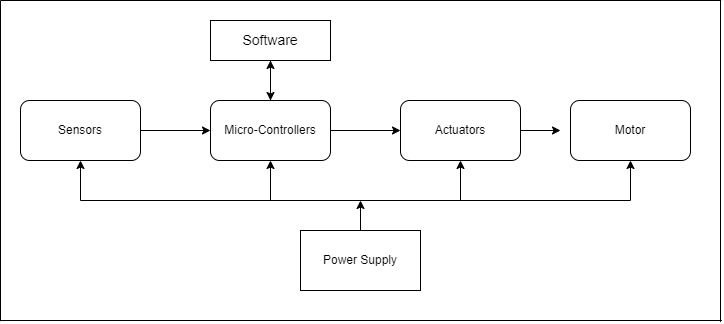 Software
Sensors
Micro-Controllers
Actuators
Motor
Power Supply